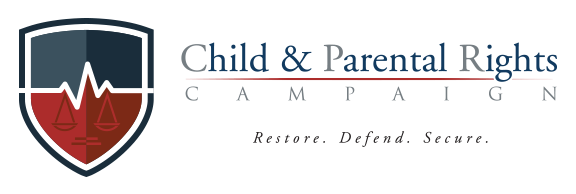 Child & Parental Rights
CAMPAIGN
Restore. Defend. Secure.